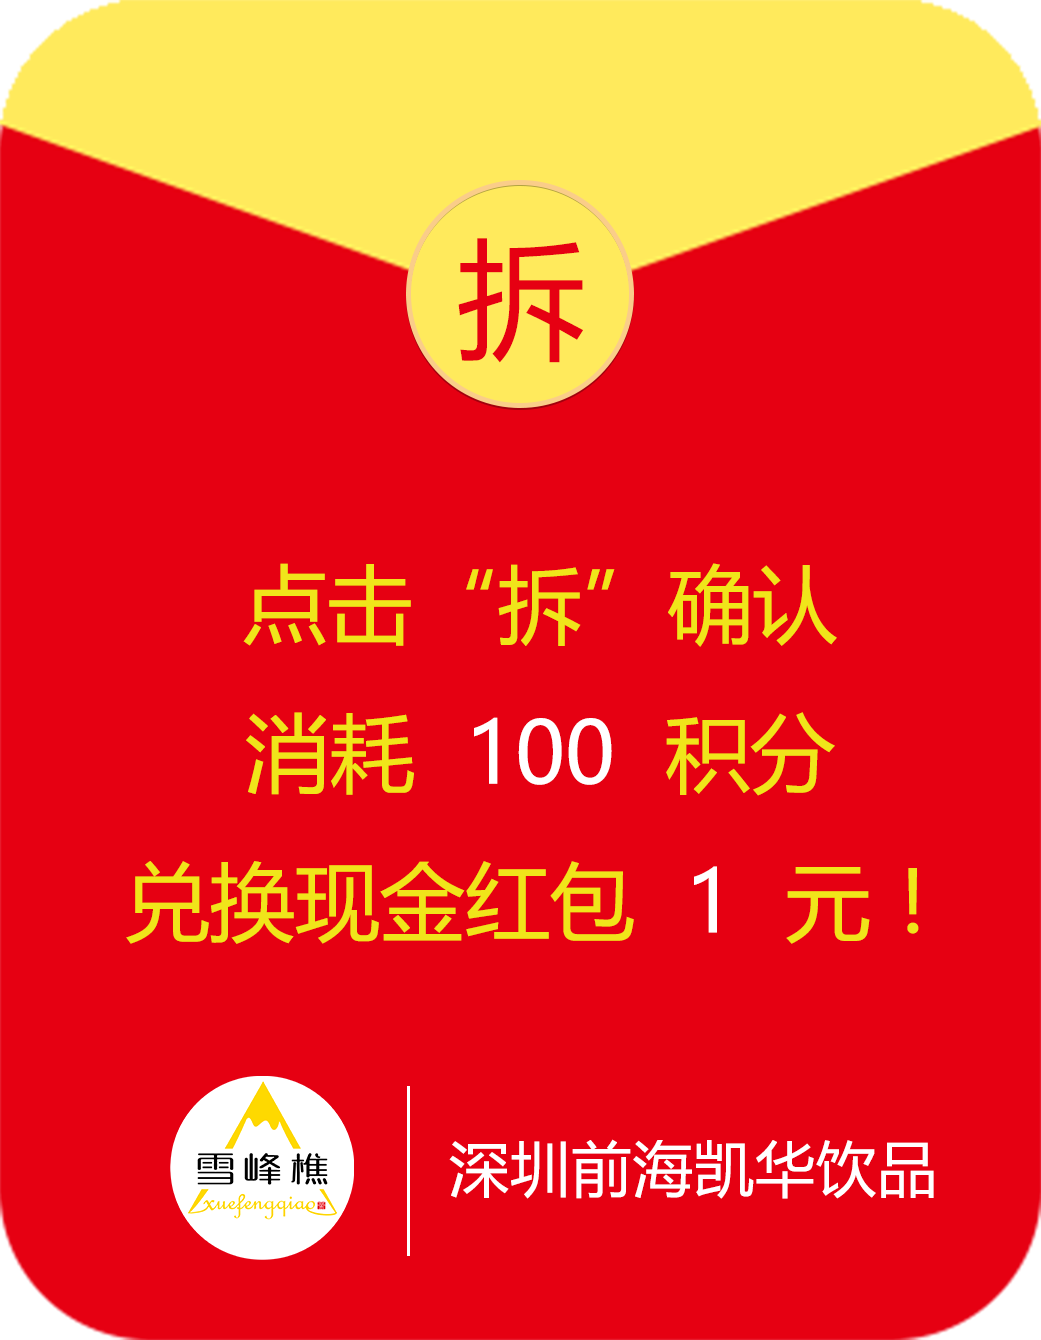 拆
点击“拆”确认
消耗 100 积分
兑换现金红包 1 元！
雪峰樵
xuefengqiao
深圳前海凯华饮品